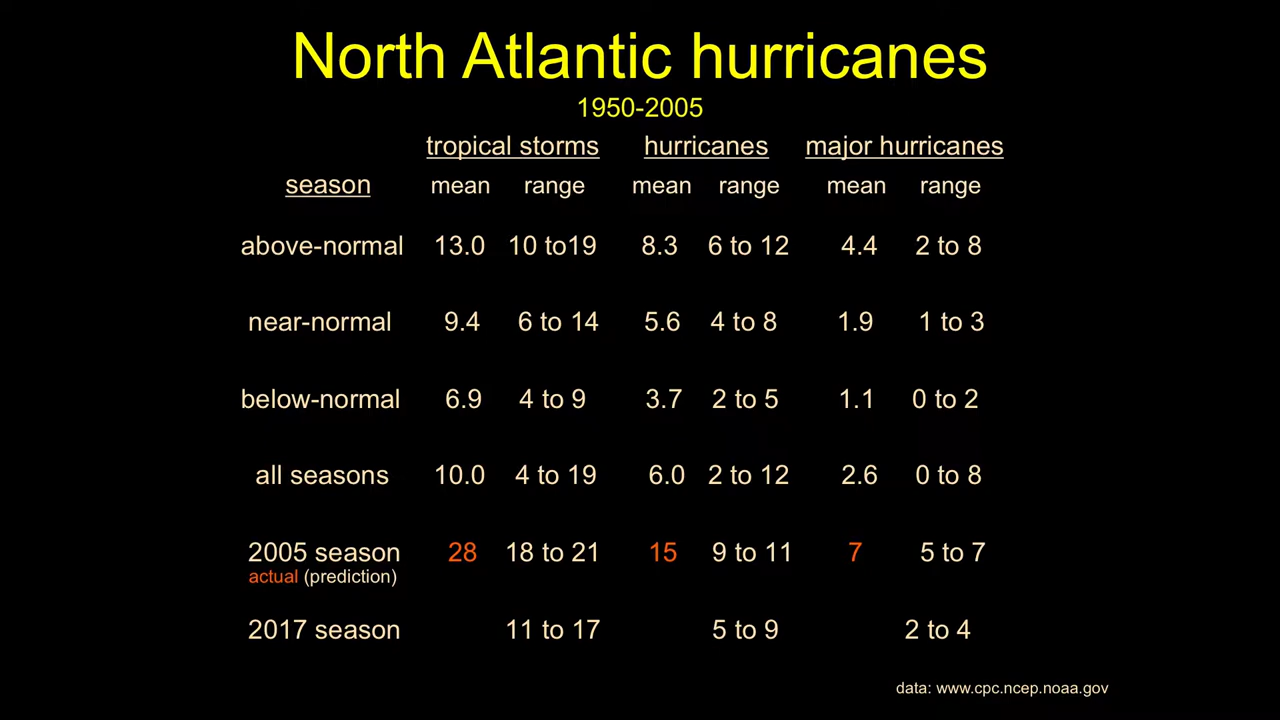 North Atlantic hurricanes
1950-2005
tropical storms hurricanes major hurricanes
season mean range mean range mean range
above-normal 13.0 10 to19 8.3 6 to 12 4.4 2 to 8
near-normal 9.4 6 to 14 5.6 4 to 8 1.9 1 to 3
below-normal 6.9 4 to 9 3.7 2 to 5 1.1 0 to 2
all seasons 10.0 4 to 19 6.0 2 to 12 2.6 0 to 8
2005 season 28 18 to 21 15 9 to 11 7 5 to 7
actual (prediction)
2017 season 11 to 17 5 to 9 2 to 4
data: www.cpc.ncep.noaa.gov